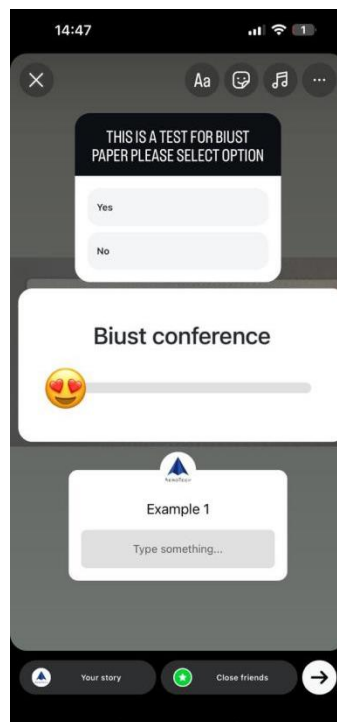 14:47
1
Aa
THIS IS A TEST FOR BIUST
PAPER PLEASE SELECT OPTION
Yes
No
Biust conference
Example 1
Type something...
Your story
Close friends